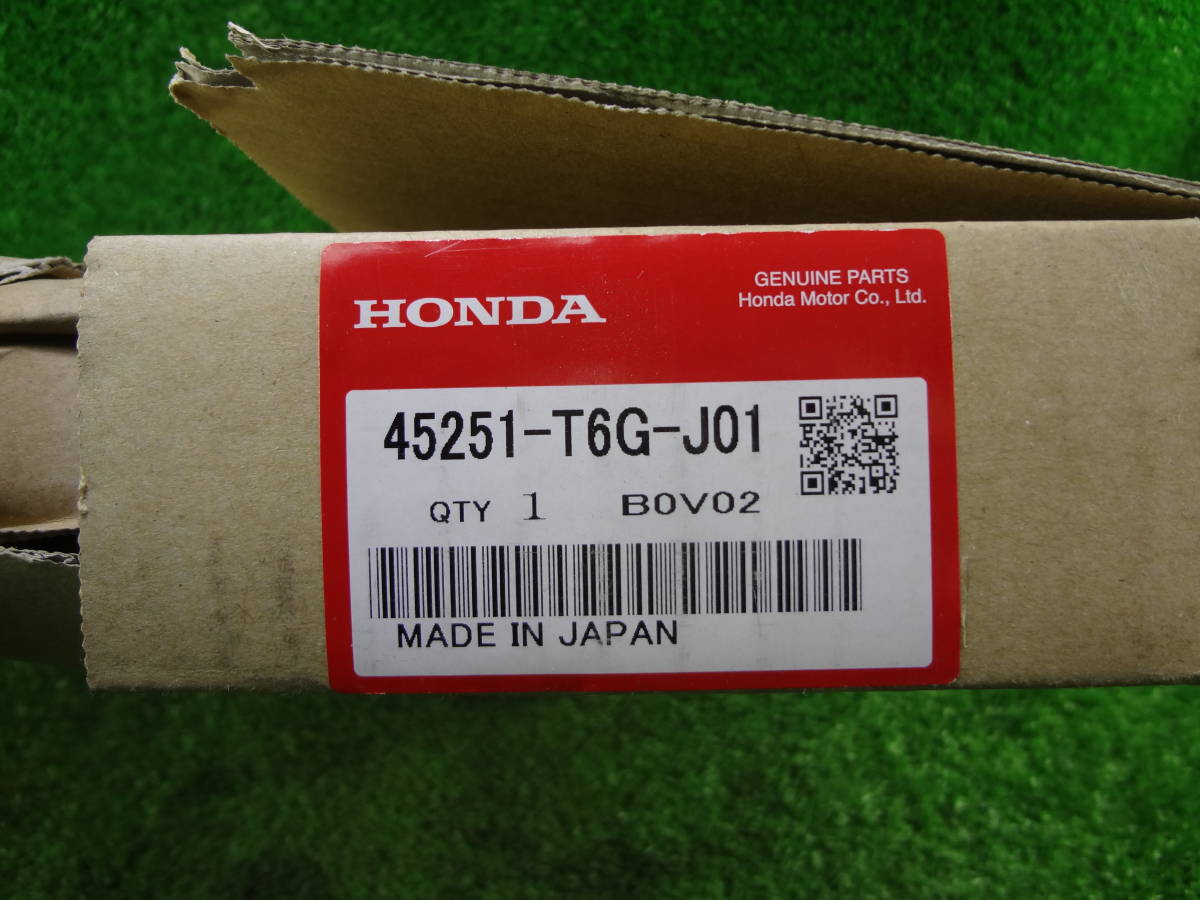 HONDA
GENUINE PARTS
Honda Motor Co., Ltd.
45251-T6G-J01
QTY 1 B0V02
MADE IN JAPAN